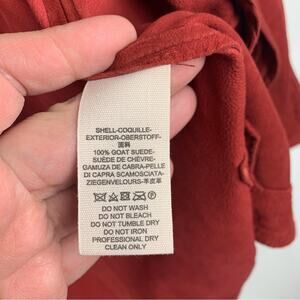 SHELL-COQUILLE-
EXTERIOR-OBERSTOFF-
面料
100% GOAT SUEDE-
SUÈDE DE CHÈVRE-
GAMUZA DE CABRA-PELLE
DI CAPRA SCAMOSCIATA-
ZIEGENVELOURS-羊皮革
DO NOT WASH
DO NOT BLEACH
DO NOT TUMBLE DRY
DO NOT IRON
PROFESSIONAL DRY
CLEAN ONLY